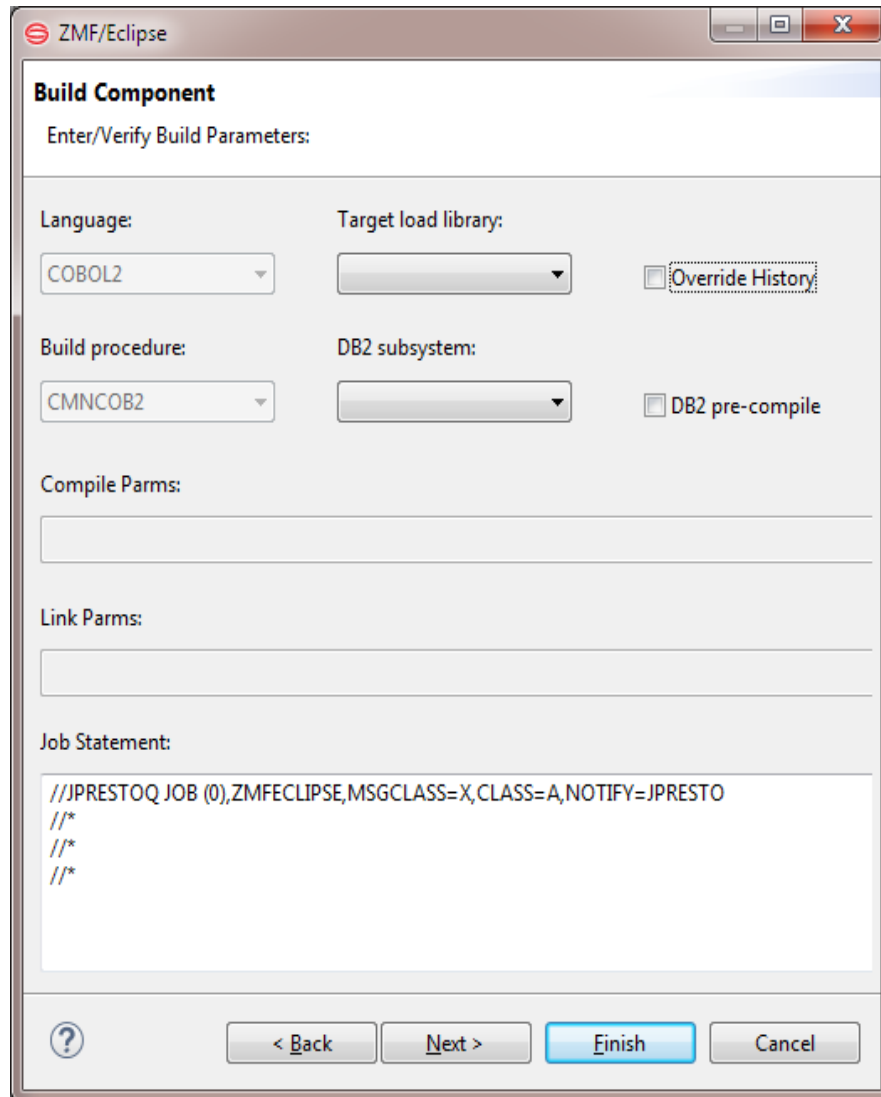 ZMF/Eclipse
Build Component
Enter/Verify Build Parameters:
Language:
Target load library:
COBOL2
Override History
Build procedure:
DB2 subsystem:
CMNCOB2
DB2 pre-compile
Compile Parms:
Link Parms:
Job Statement:
//JPRESTOQ JOB (0),ZMFECLIPSE,MSGCLASS=X,CLASS=A,NOTIFY=JPRESTO
//*
//*
//*
?
< Back
Next >
Finish
Cancel